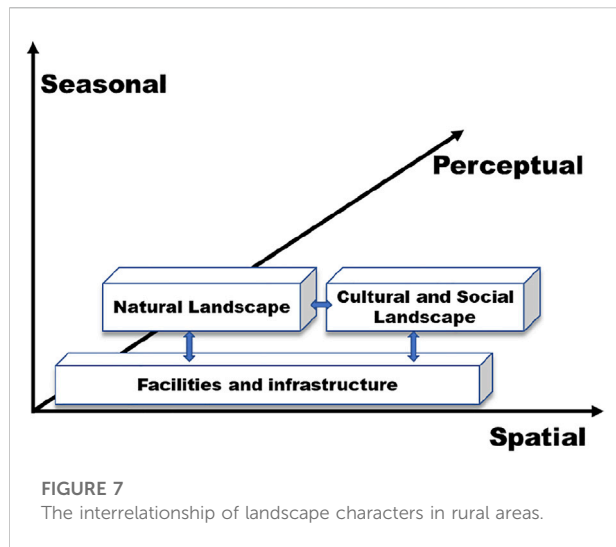 Seasonal
Perceptual
Natural Landscape
Cultural and Social
Landscape
Facilities and infrastructure
Spatial
FIGURE 7
The interrelationship of landscape characters in rural areas.